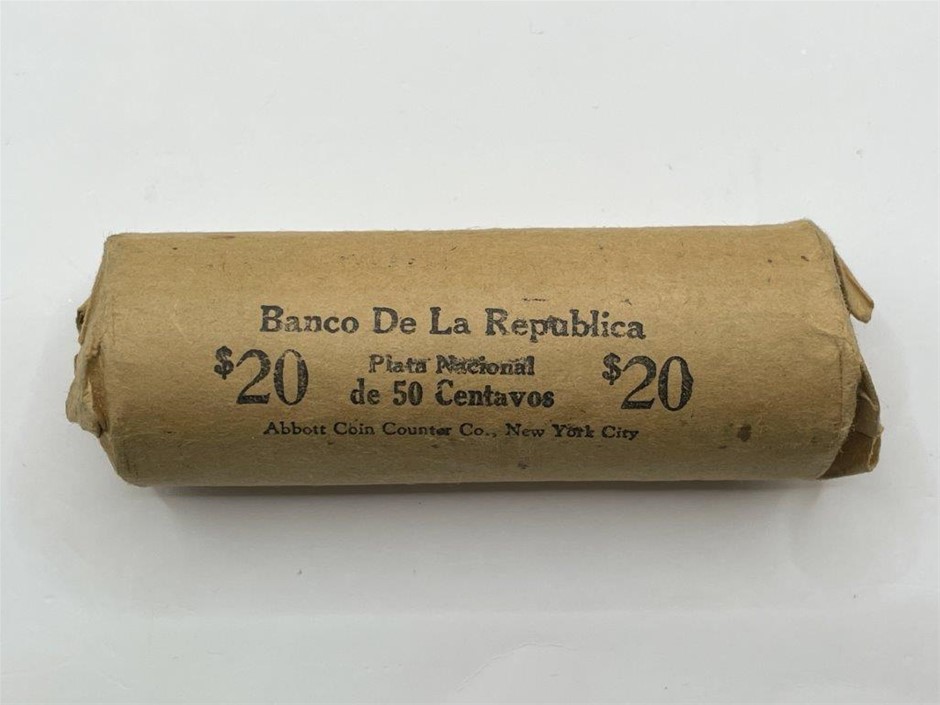 Banco De La Republica
$20 Plata Nacional $20
de 50 Centavos
Abbott Coin Counter Co., New York City